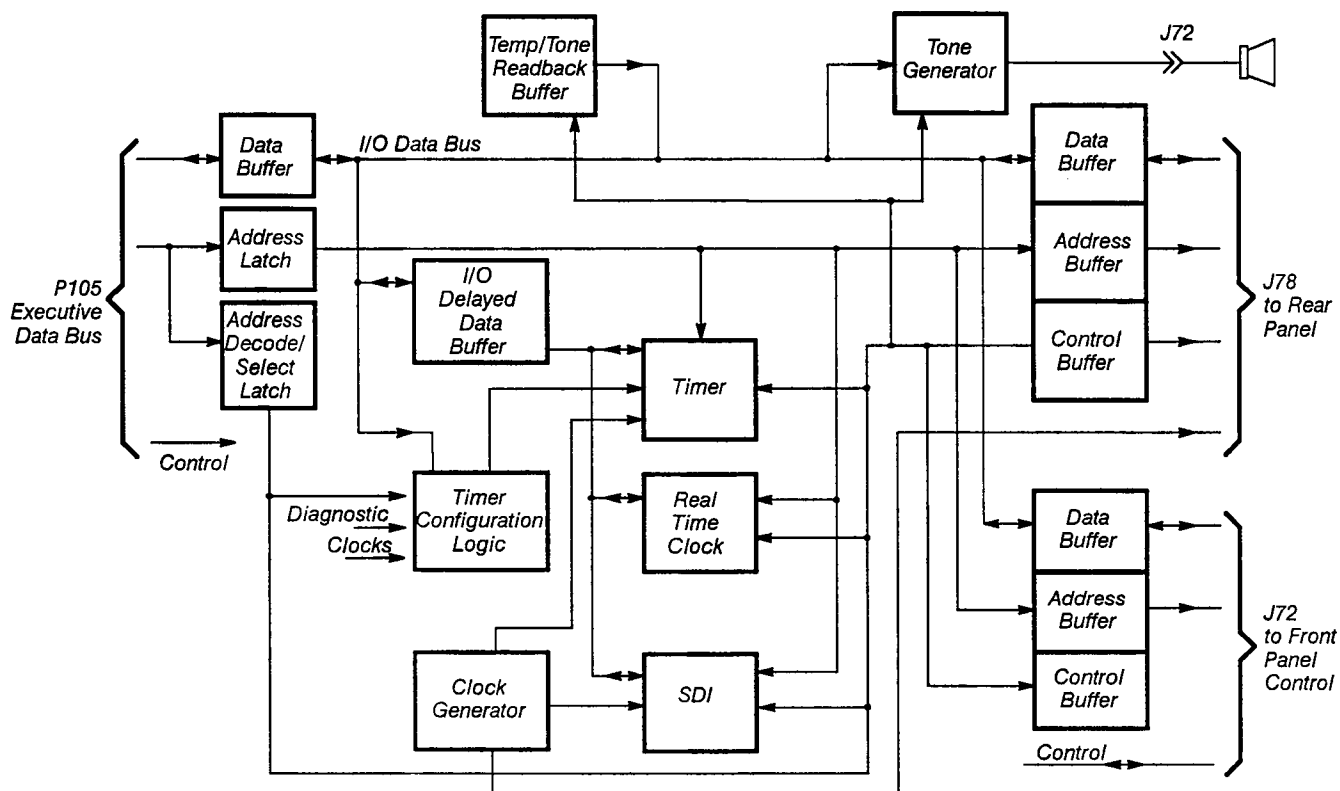 Temp/Tone
Readback
Buffer
Tone
Generator
J72
Data
Buffer
I/O Data Bus
Data
Buffer
Address
Latch
Address
Buffer
P105
Executive
Data Bus
I/O
Delayed
Data
Buffer
J78
to Rear
Panel
Address
Decode/
Select
Latch
Timer
Control
Buffer
Control
Diagnostic
Clocks
Timer
Configuration
Logic
Real
Time
Clock
Data
Buffer
Address
Buffer
J72
to Front
Panel
Control
Clock
Generator
SDI
Control
Buffer
Control